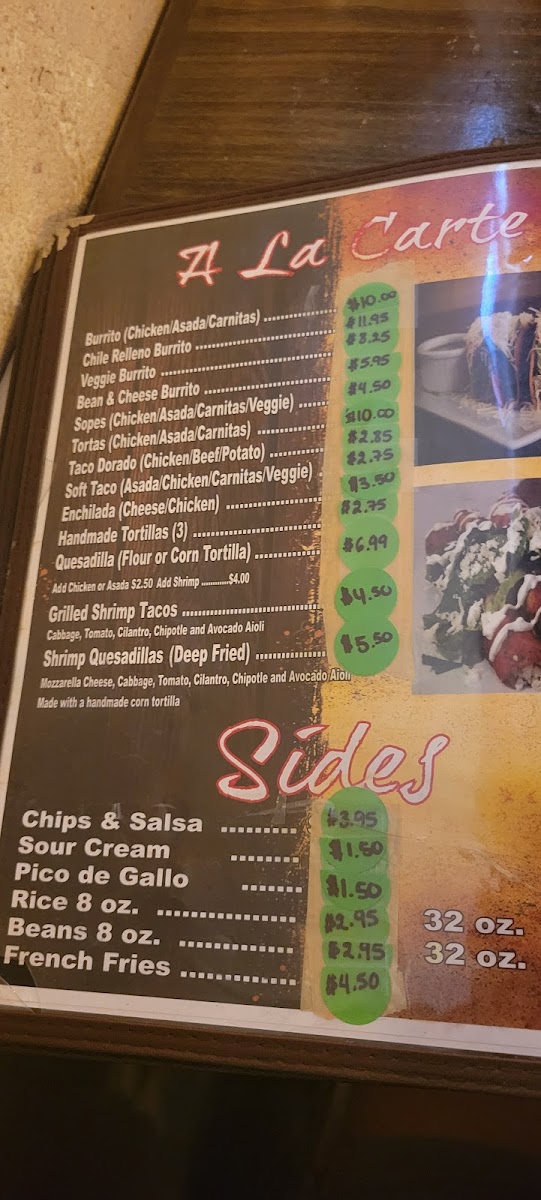 A La Carte
Burrito (Chicken/Asada/Carnitas) ................ $10.00
Chile Relleno Burrito ................ $11.95
Veggie Burrito ................ $8.25
Bean & Cheese Burrito ................ $5.95
Sopes (Chicken/Asada/Carnitas/Veggie) ....... $4.50
Tortas (Chicken/Asada/Carnitas) ................ $10.00
Taco Dorado (Chicken/Beef/Potato) ............ $2.85
Soft Taco (Asada/Chicken/Carnitas/Veggie) .. $2.75
Enchilada (Cheese/Chicken) ................ $3.50
Handmade Tortillas (3) ................ $2.75
Quesadilla (Flour or Corn Tortilla) ................ $6.99
Add Chicken or Asada $2.50 Add Shrimp ............$4.00
Grilled Shrimp Tacos ................ $4.50
Cabbage, Tomato, Cilantro, Chipotle and Avocado Aioli
Shrimp Quesadillas (Deep Fried) ................ $5.50
Mozzarella Cheese, Cabbage, Tomato, Cilantro, Chipotle and Avocado Aioli
Made with a handmade corn tortilla
Sides
Chips & Salsa ......... $3.95
Sour Cream ........ $1.50
Pico de Gallo ....... $1.50
Rice 8 oz. ................ $2.95 32 oz.
Beans 8 oz. ............. $2.95 32 oz.
French Fries ............. $4.50